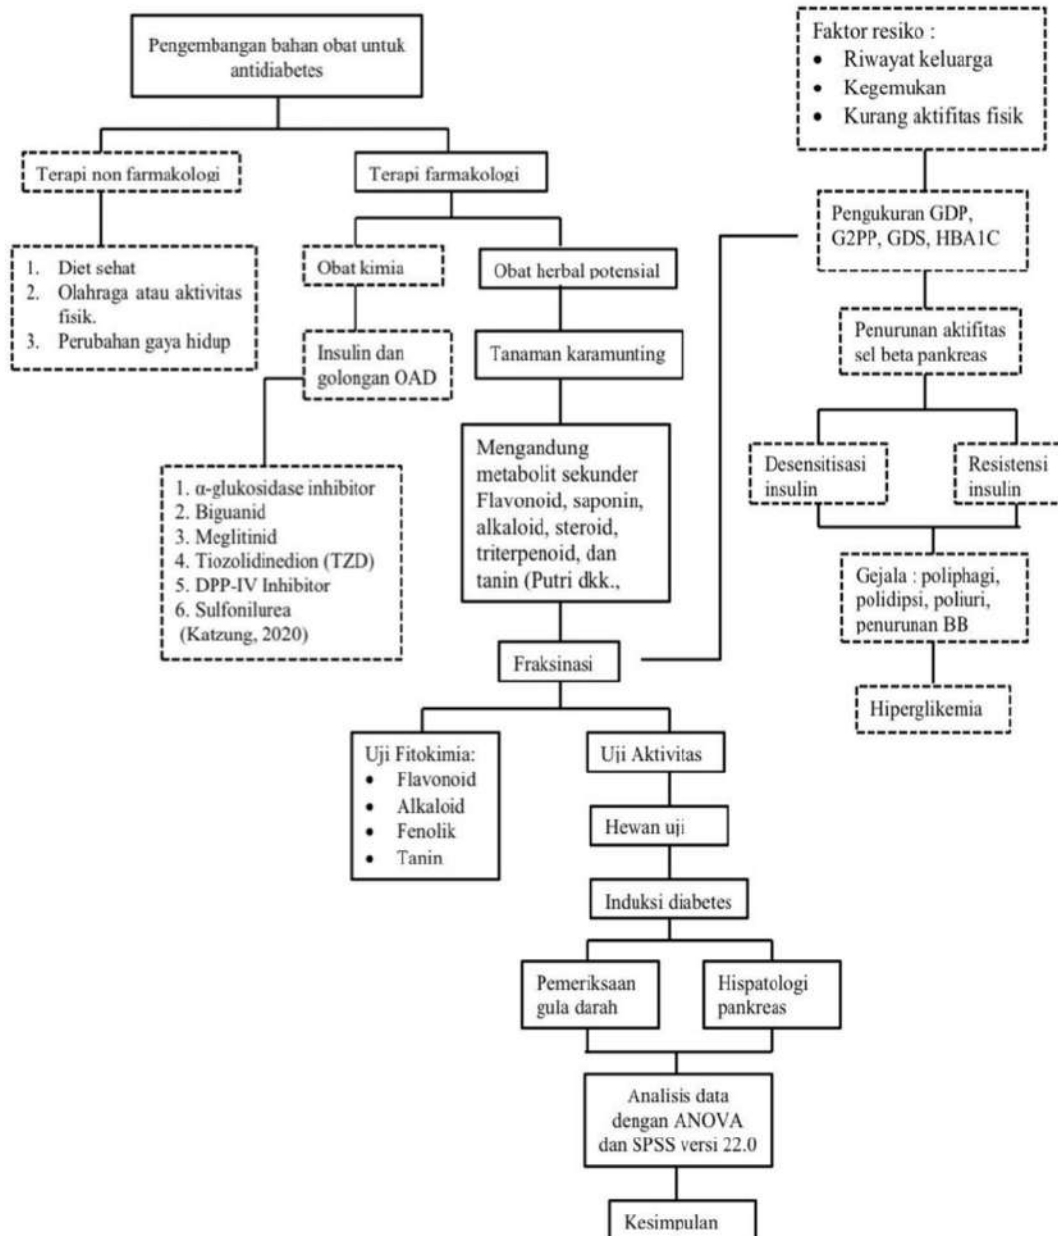 Pengembangan bahan obat untuk
antidiabetes
Terapi non farmakologi
Terapi farmakologi
1. Diet sehat
2. Olahraga atau aktivitas
fisik.
3. Perubahan gaya hidup
Obat kimia
Obat herbal potensial
Insulin dan
golongan OAD
Tanaman karamunting
1. α-glukosidase inhibitor
2. Biguanid
3. Meglitinid
4. Tiozolidinedion (TZD)
5. DPP-IV Inhibitor
6. Sulfonilurea
(Katzung, 2020)
Mengandung
metabolit sekunder
Flavonoid, saponin,
alkaloid, steroid,
triterpenoid, dan
tanin (Putri dkk.,
Fraksinasi
Uji Fitokimia:
• Flavonoid
• Alkaloid
• Fenolik
• Tanin
Uji Aktivitas
Hewan uji
Induksi diabetes
Pemeriksaan
gula darah
Hispatologi
pankreas
Analisis data
dengan ANOVA
dan SPSS versi 22.0
Kesimpulan
Faktor resiko :
• Riwayat keluarga
• Kegemukan
• Kurang aktifitas fisik
Pengukuran GDP,
G2PP, GDS, HBA1C
Penurunan aktifitas
sel beta pankreas
Desensitisasi
insulin
Resistensi
insulin
Gejala : poliphagi,
polidipsi, poliuri,
penurunan BB
Hiperglikemia